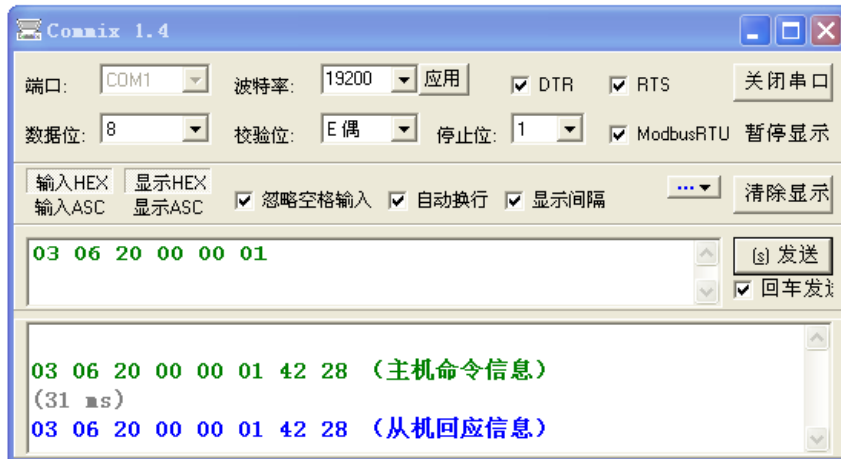 Commix 1.4
端口: COM1 波特率: 19200 应用 DTR RTS 关闭串口
数据位: 8 校验位: E 偶 停止位: 1 ModbusRTU 暂停显示
输入HEX 显示HEX
输入ASC 显示ASC 忽略空格输入 自动换行 显示间隔 ... 清除显示
03 06 20 00 00 01 (s) 发送
回车发送
03 06 20 00 00 01 42 28 (主机命令信息)
(31 ms)
03 06 20 00 00 01 42 28 (从机回应信息)